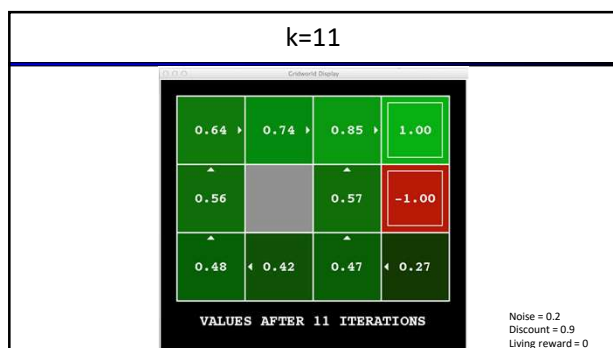 k=11
Gridworld Display
0.64 0.74 0.85 1.00
0.56 0.57 -1.00
0.48 0.42 0.47 0.27
VALUES AFTER 11 ITERATIONS
Noise = 0.2
Discount = 0.9
Living reward = 0